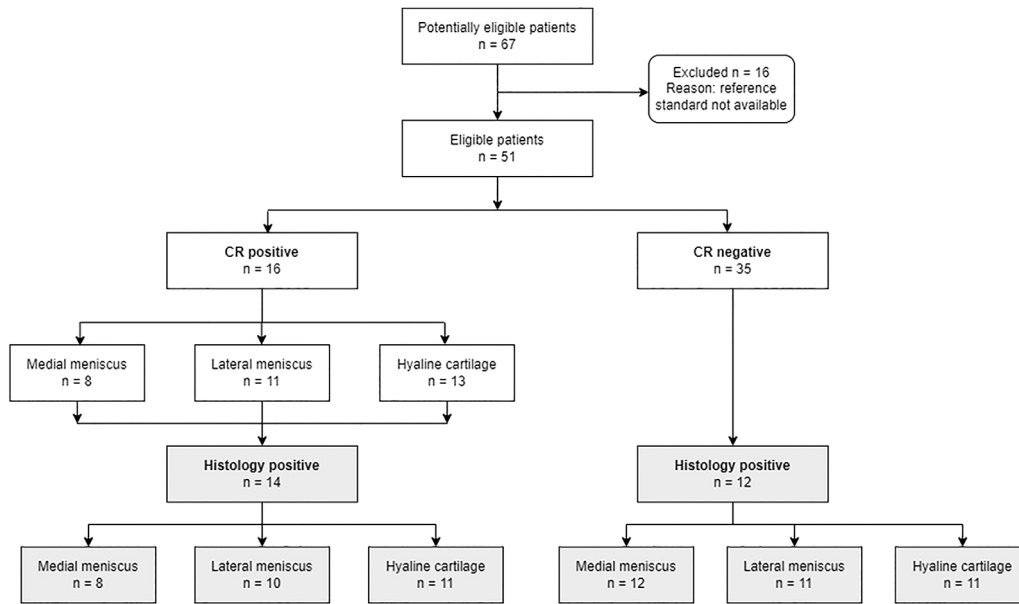 Potentially eligible patients
n = 67
Excluded n = 16
Reason: reference
standard not available
Eligible patients
n = 51
CR positive
n = 16
CR negative
n = 35
Medial meniscus
n = 8
Lateral meniscus
n = 11
Hyaline cartilage
n = 13
Histology positive
n = 14
Histology positive
n = 12
Medial meniscus
n = 8
Lateral meniscus
n = 10
Hyaline cartilage
n = 11
Medial meniscus
n = 12
Lateral meniscus
n = 11
Hyaline cartilage
n = 11